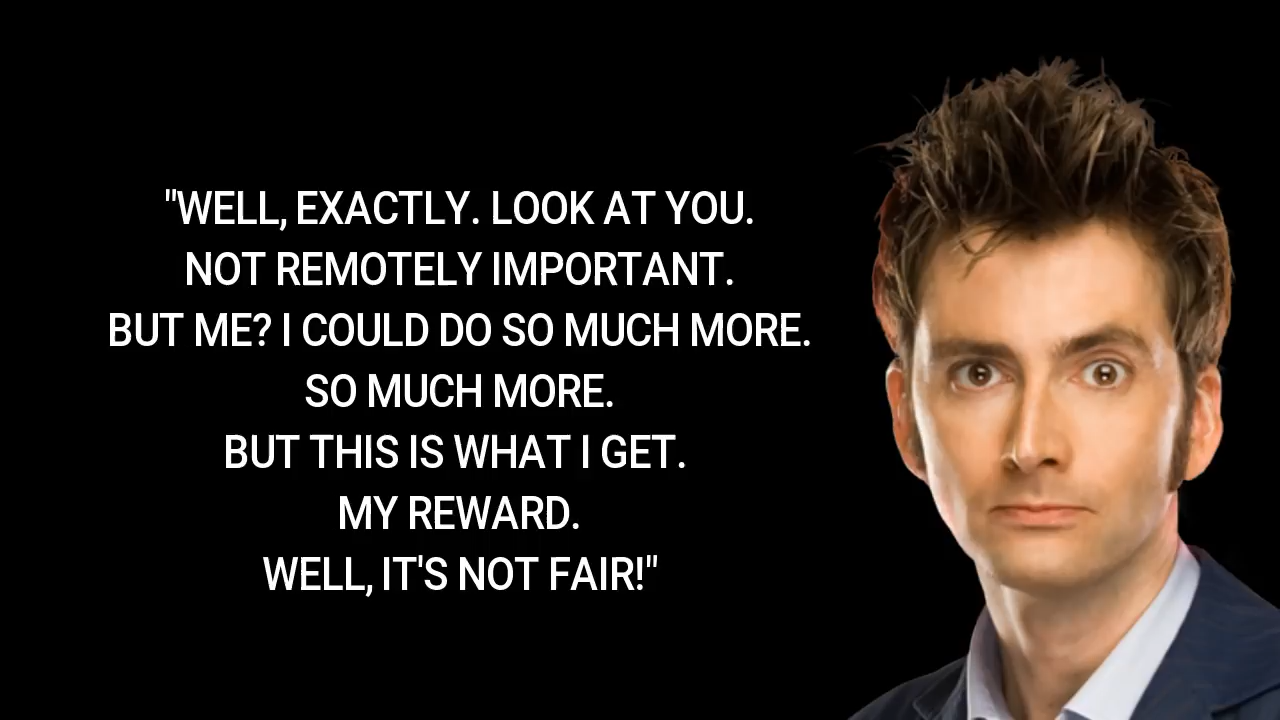 "WELL, EXACTLY. LOOK AT YOU.
NOT REMOTELY IMPORTANT.
BUT ME? I COULD DO SO MUCH MORE.
SO MUCH MORE.
BUT THIS IS WHAT I GET.
MY REWARD.
WELL, IT'S NOT FAIR!"